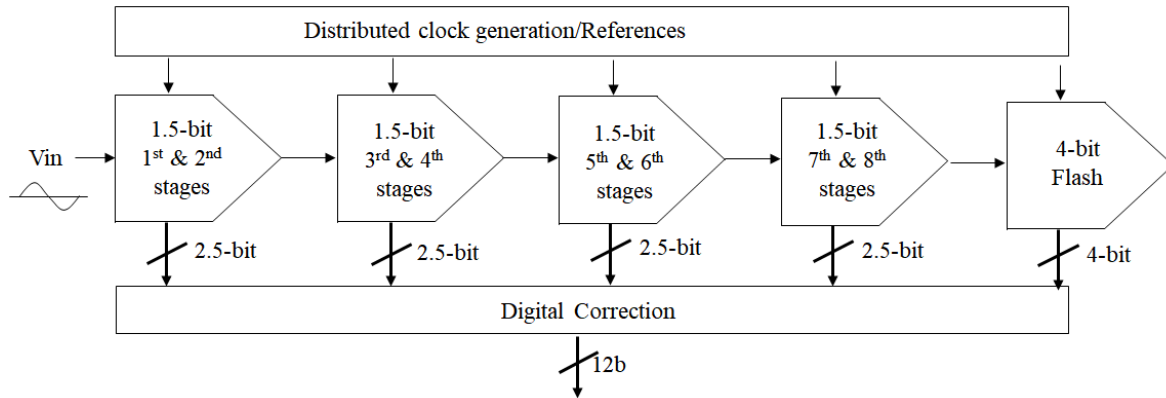 Distributed clock generation/References
Vin
1.5-bit
1st & 2nd
stages
1.5-bit
3rd & 4th
stages
1.5-bit
5th & 6th
stages
1.5-bit
7th & 8th
stages
4-bit
Flash
2.5-bit
2.5-bit
2.5-bit
2.5-bit
4-bit
Digital Correction
12b